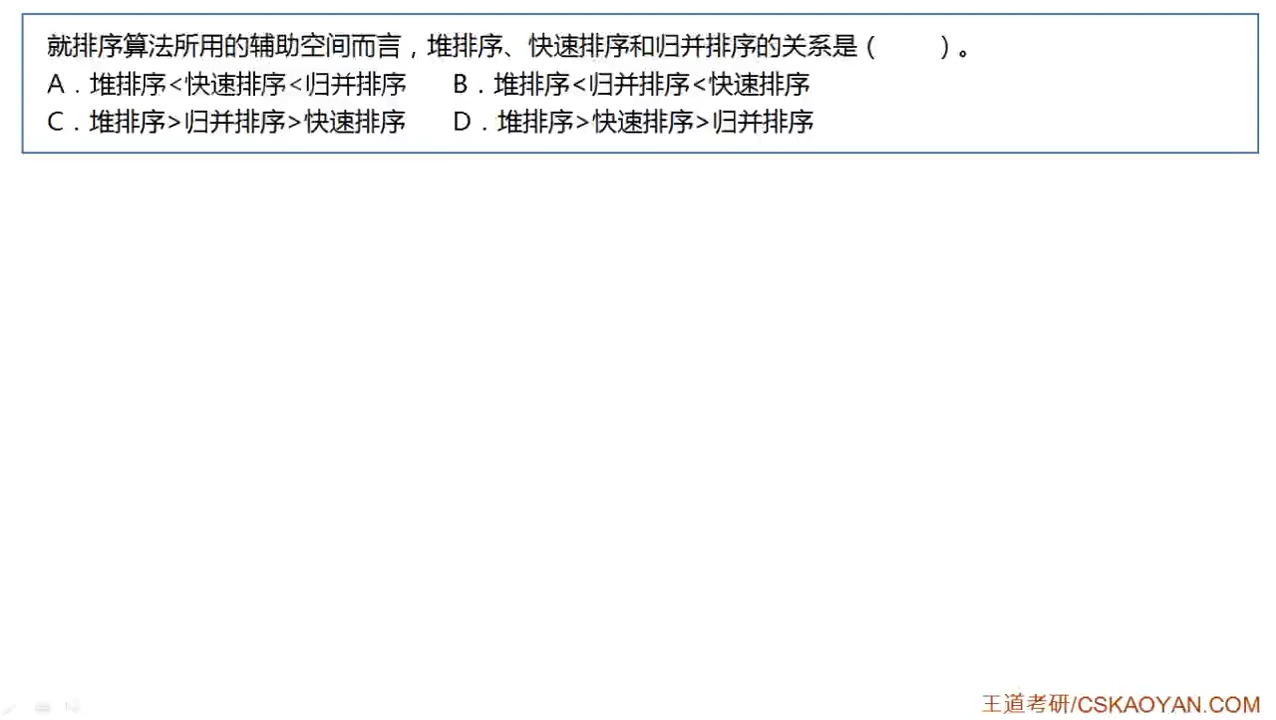 就排序算法所用的辅助空间而言，堆排序、快速排序和归并排序的关系是（　　）。
A．堆排序<快速排序<归并排序　　B．堆排序<归并排序<快速排序
C．堆排序>归并排序>快速排序　　D．堆排序>快速排序>归并排序
王道考研/CSKAOYAN.COM